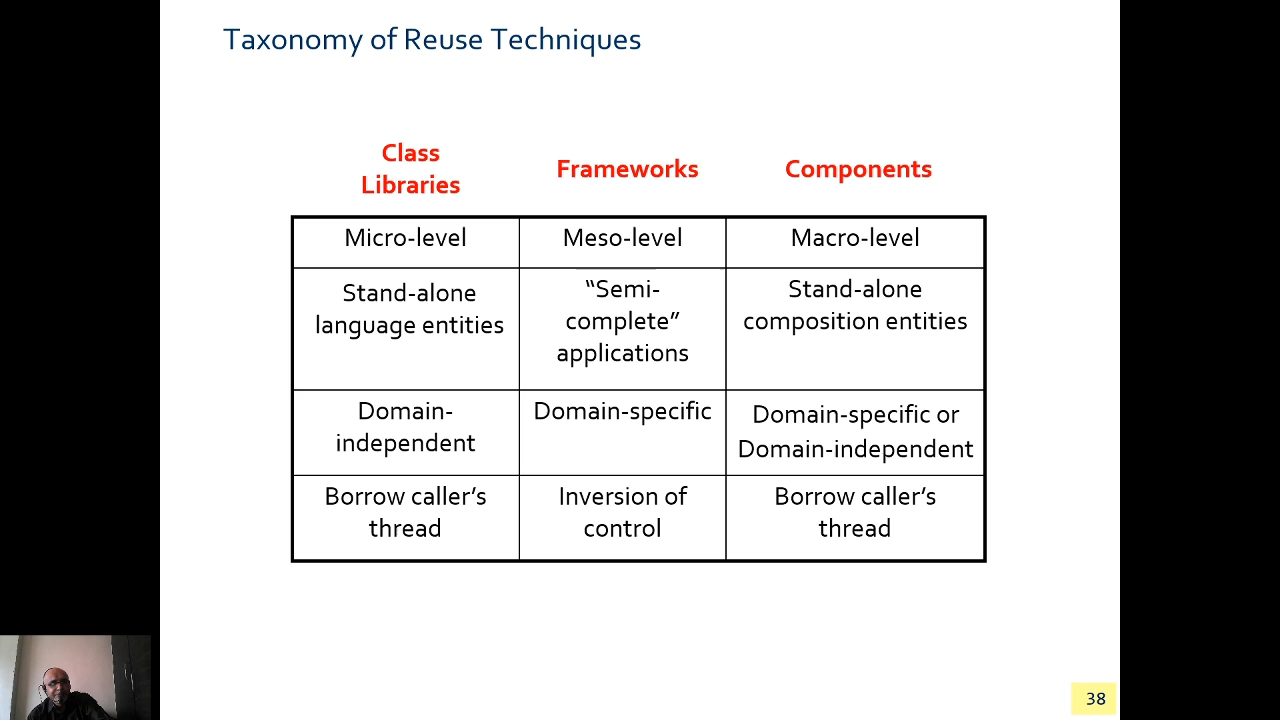 Taxonomy of Reuse Techniques
Class
Libraries
Frameworks
Components
Micro-level
Meso-level
Macro-level
Stand-alone
language entities
“Semi-
complete”
applications
Stand-alone
composition entities
Domain-
independent
Domain-specific
Domain-specific or
Domain-independent
Borrow caller’s
thread
Inversion of
control
Borrow caller’s
thread
38